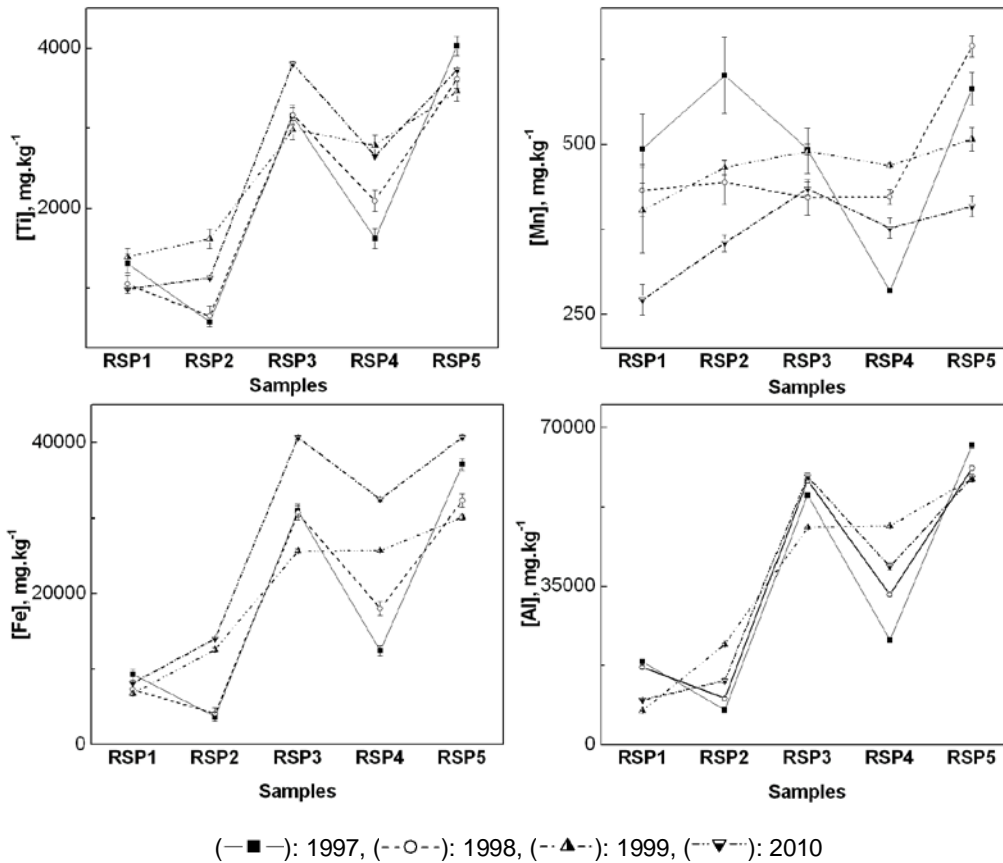 [Ti], mg.kg-1
4000
2000
RSP1 RSP2 RSP3 RSP4 RSP5
Samples
[Mn], mg.kg-1
500
250
RSP1 RSP2 RSP3 RSP4 RSP5
Samples
[Fe], mg.kg-1
40000
20000
0
RSP1 RSP2 RSP3 RSP4 RSP5
Samples
[Al], mg.kg-1
70000
35000
0
RSP1 RSP2 RSP3 RSP4 RSP5
Samples
(—■—): 1997, (--○--): 1998, (–·▲–·): 1999, (–·▼–·): 2010